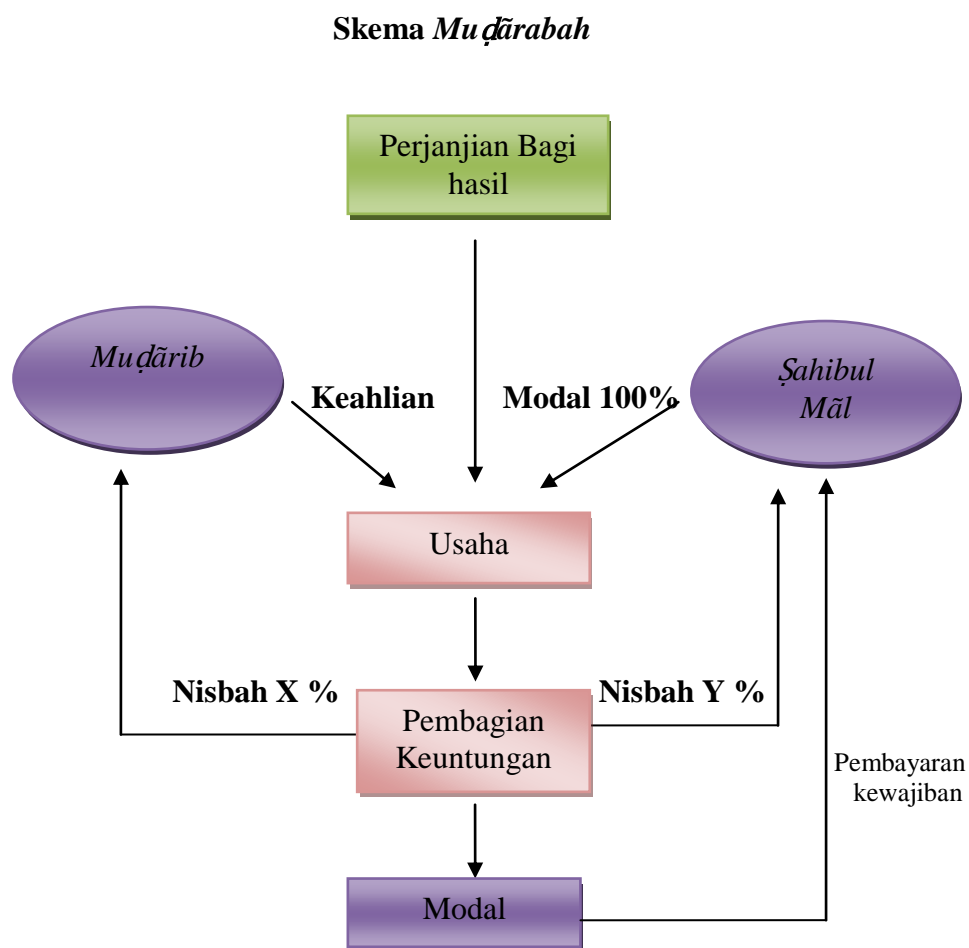 Skema Muḍãrabah
Perjanjian Bagi
hasil
Muḍãrib
Ṣahibul
Mãl
Keahlian
Modal 100%
Usaha
Nisbah X %
Nisbah Y %
Pembagian
Keuntungan
Pembayaran
kewajiban
Modal